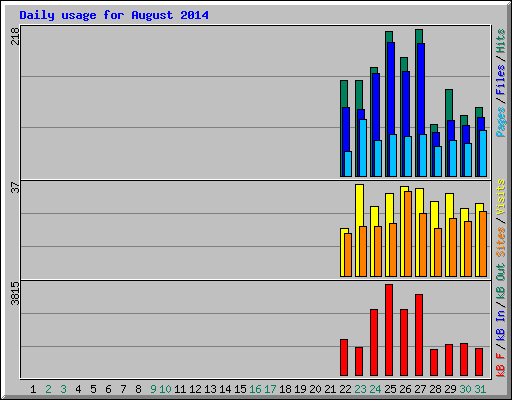 Daily usage for August 2014
218
Pages / Files / Hits
37
Sites / Visits
3815
kB F / kB In / kB Out
1 2 3 4 5 6 7 8 9 10 11 12 13 14 15 16 17 18 19 20 21 22 23 24 25 26 27 28 29 30 31